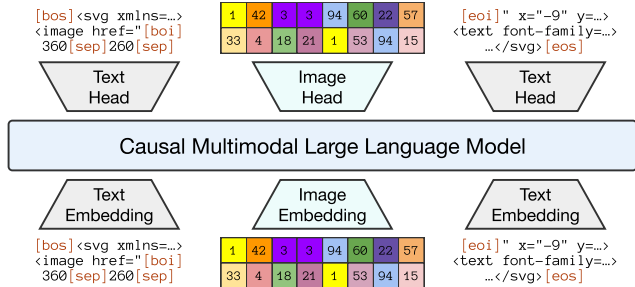 [bos]<svg xmlns=…>
<image href="[boi]
360[sep]260[sep]
1 42 3 3 94 60 22 57
33 4 18 21 1 53 94 15
[eoi]" x="-9" y=…>
<text font-family=…>
…</svg>[eos]
Text
Head
Image
Head
Text
Head
Causal Multimodal Large Language Model
Text
Embedding
Image
Embedding
Text
Embedding
[bos]<svg xmlns=…>
<image href="[boi]
360[sep]260[sep]
1 42 3 3 94 60 22 57
33 4 18 21 1 53 94 15
[eoi]" x="-9" y=…>
<text font-family=…>
…</svg>[eos]